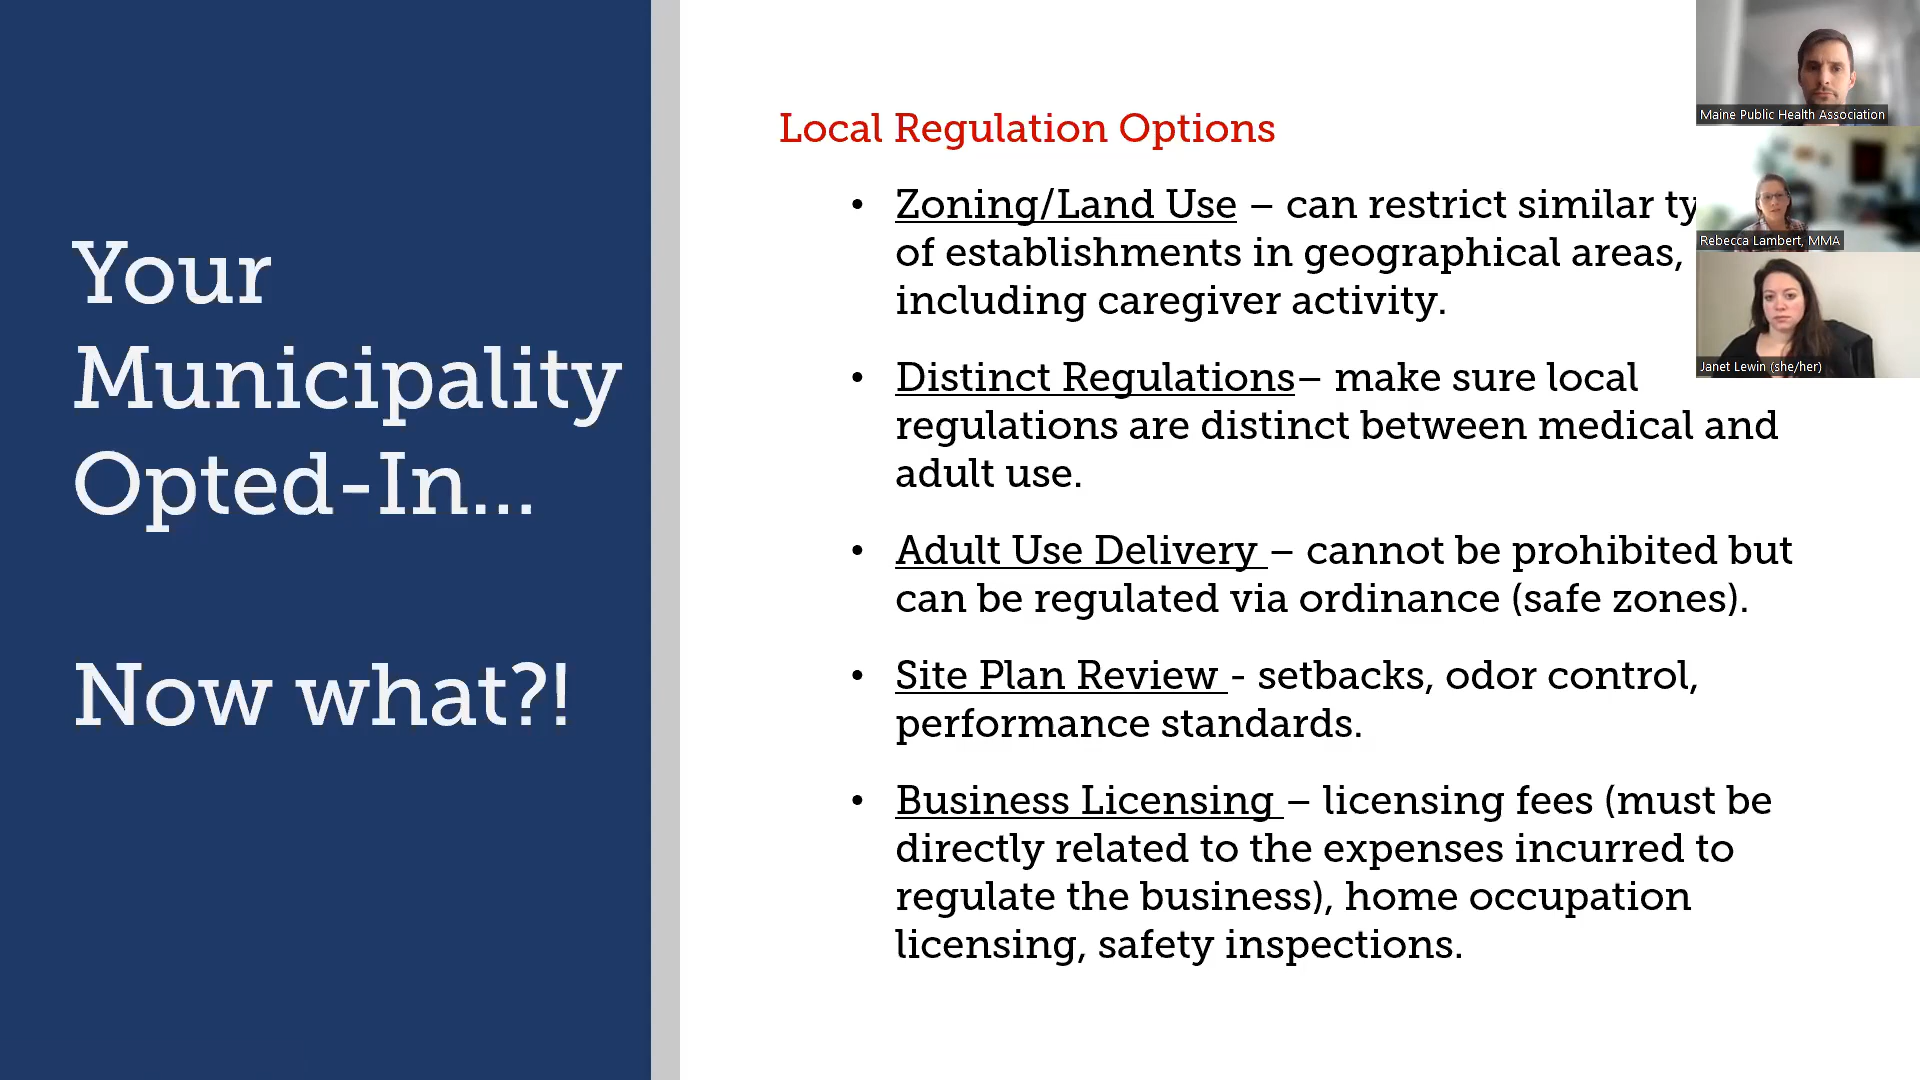 Your
Municipality
Opted-In...
Now what?!
Local Regulation Options
• Zoning/Land Use – can restrict similar
of establishments in geographical areas,
including caregiver activity.
• Distinct Regulations– make sure local
regulations are distinct between medical and
adult use.
• Adult Use Delivery – cannot be prohibited but
can be regulated via ordinance (safe zones).
• Site Plan Review - setbacks, odor control,
performance standards.
• Business Licensing – licensing fees (must be
directly related to the expenses incurred to
regulate the business), home occupation
licensing, safety inspections.
Maine Public Health Association
Rebecca Lambert, MMA
Janet Lewin (she/her)